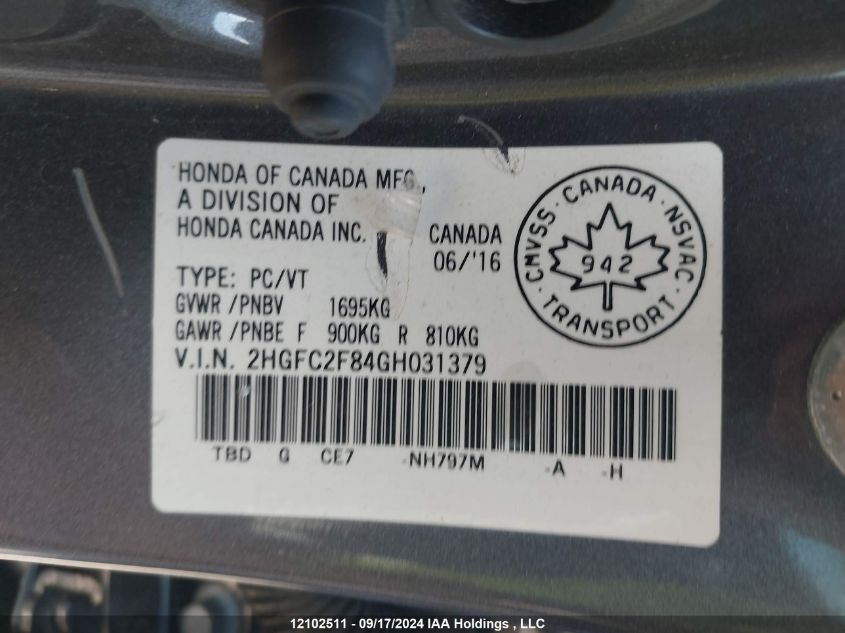 HONDA OF CANADA MFG.,
A DIVISION OF
HONDA CANADA INC.
CANADA
06/'16
TYPE: PC/VT
GVWR /PNBV 1695KG
GAWR /PNBE F 900KG R 810KG
V.I.N. 2HGFC2F84GH031379
TBD G CE7 -NH797M -A -H
CMVSS · CANADA · NSVAC · TRANSPORT ·
942
12102511 - 09/17/2024 IAA Holdings , LLC